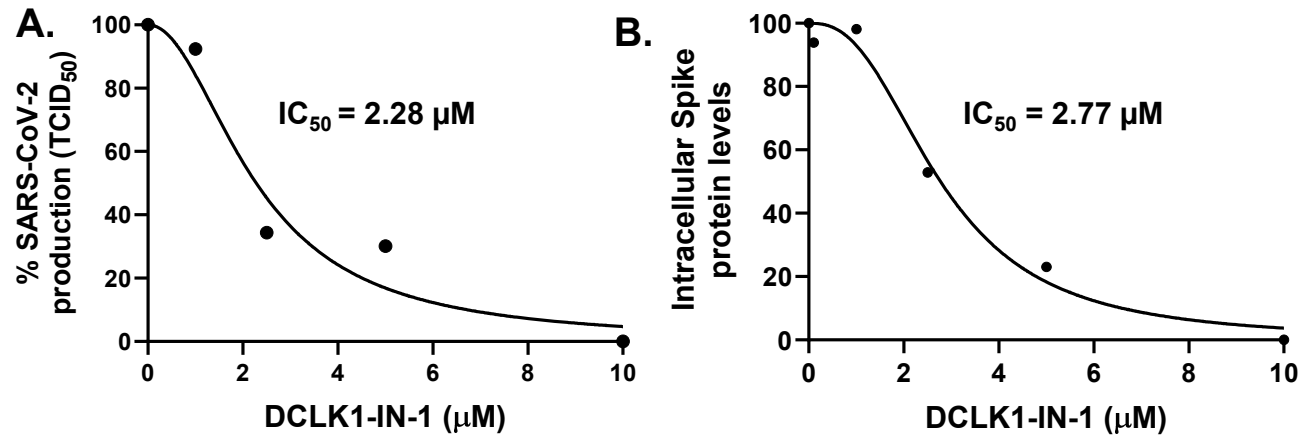 A.
% SARS-CoV-2
production (TCID50)
100
80
60
40
20
0
IC50 = 2.28 µM
0 2 4 6 8 10
DCLK1-IN-1 (μM)
B.
Intracellular Spike
protein levels
100
80
60
40
20
0
IC50 = 2.77 µM
0 2 4 6 8 10
DCLK1-IN-1 (μM)